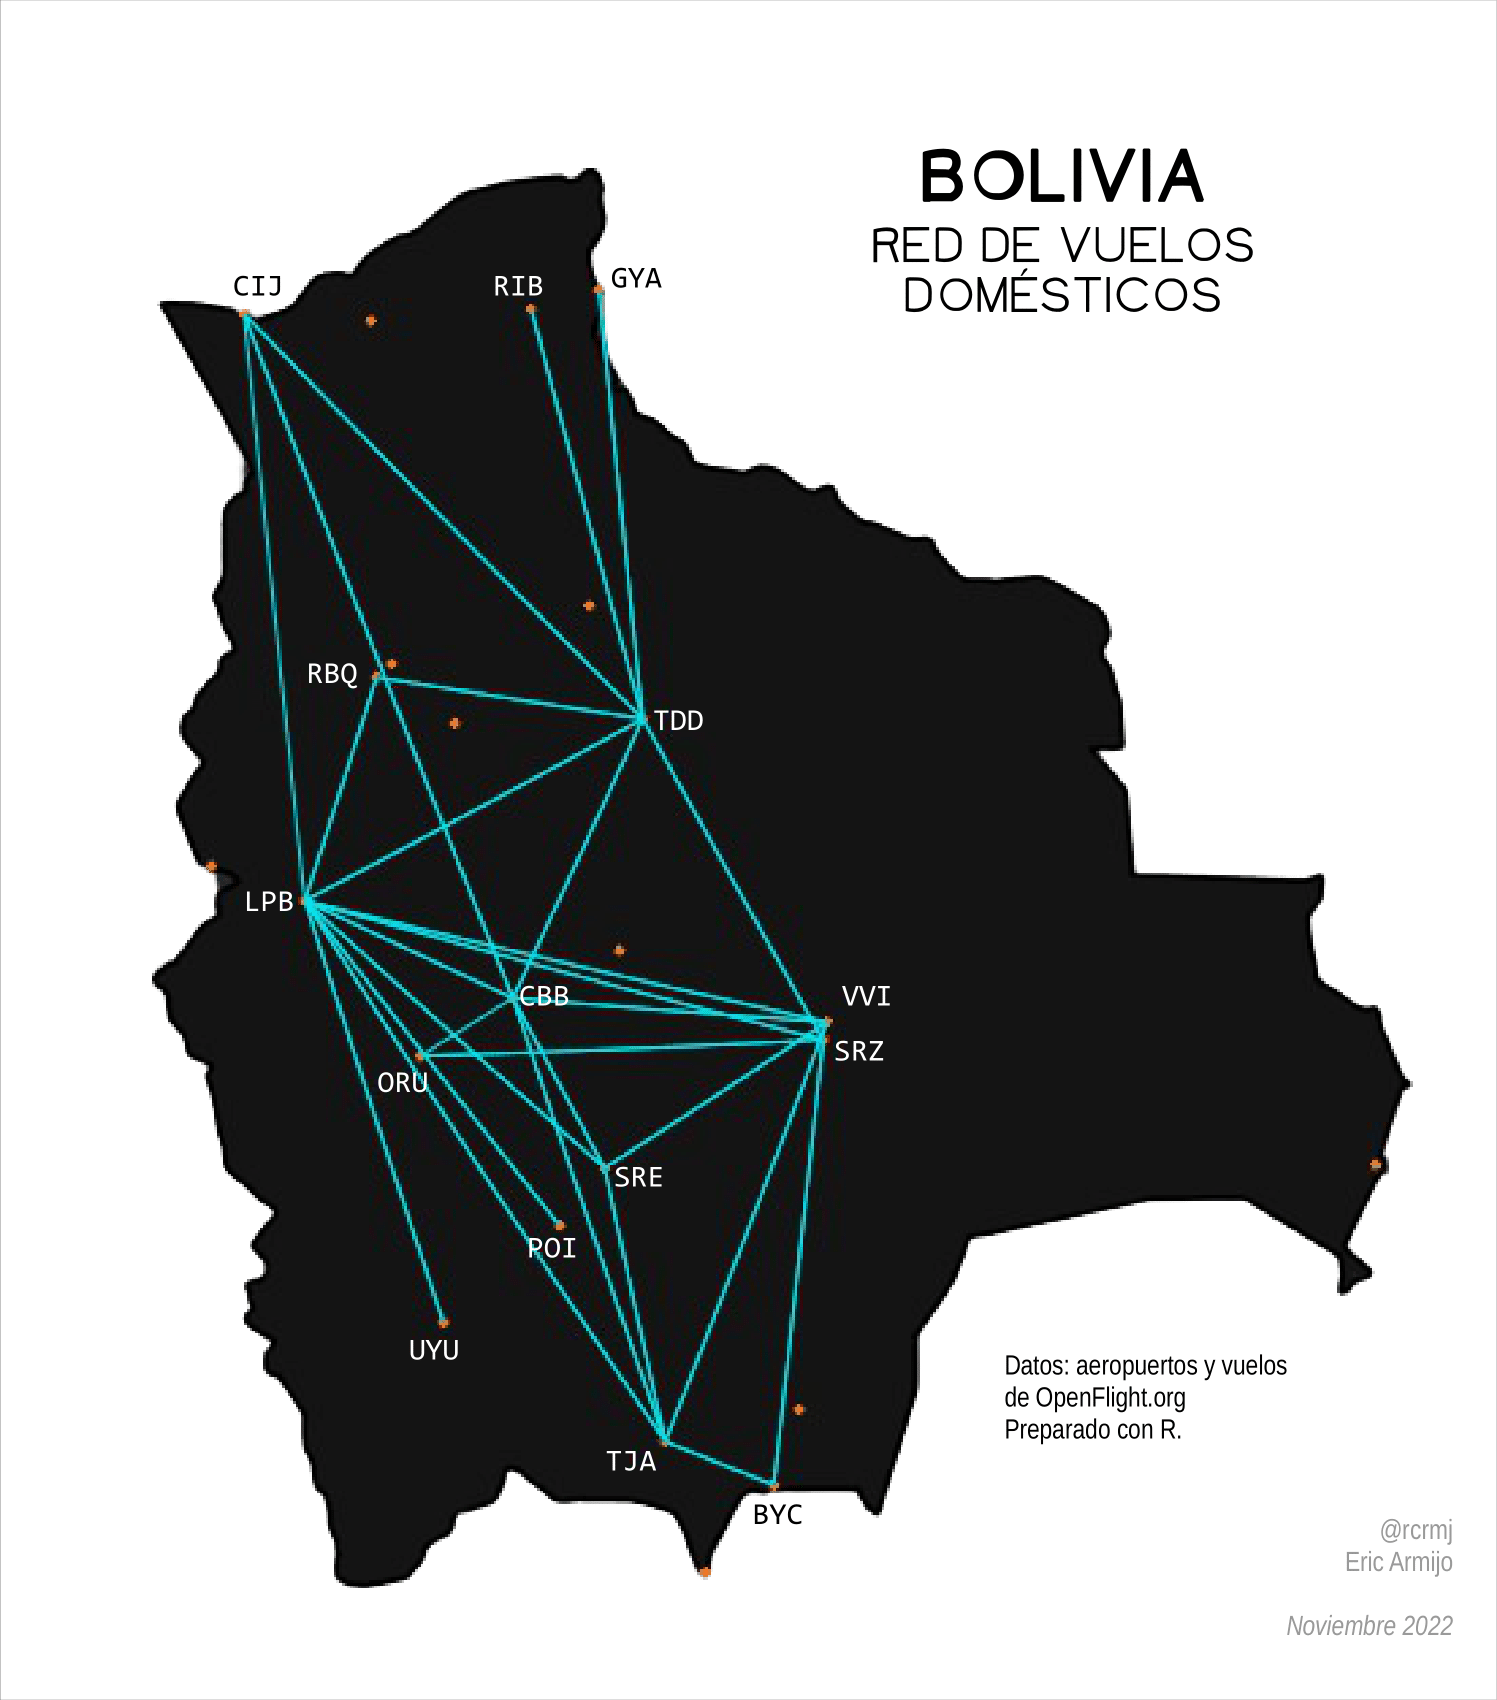 BOLIVIA
RED DE VUELOS
DOMÉSTICOS
CIJ
RIB
GYA
RBQ
TDD
LPB
CBB
VVI
SRZ
ORU
SRE
POI
UYU
TJA
BYC
Datos: aeropuertos y vuelos
de OpenFlight.org
Preparado con R.
@rcrmj
Eric Armijo
Noviembre 2022